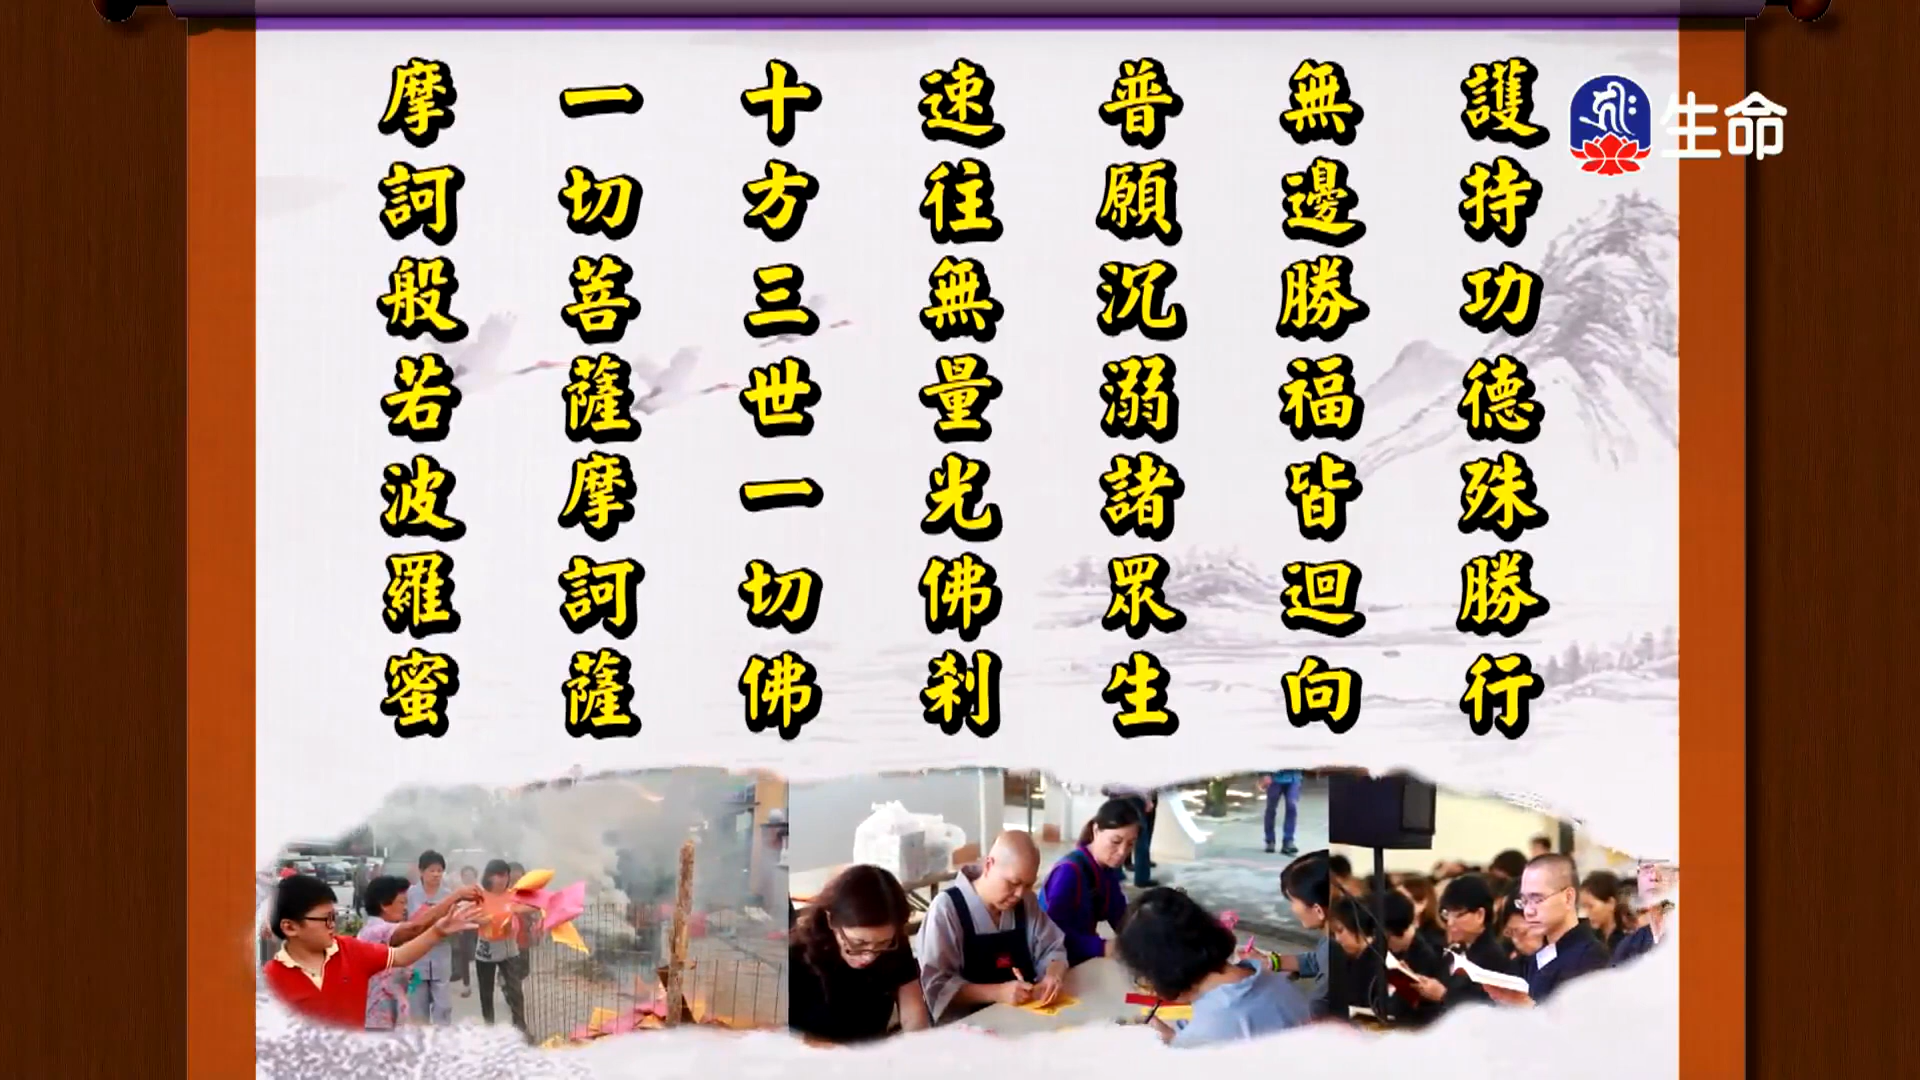 護持功德殊勝行
無邊勝福皆迴向
普願沉溺諸眾生
速往無量光佛剎
十方三世一切佛
一切菩薩摩訶薩
摩訶般若波羅蜜
生命